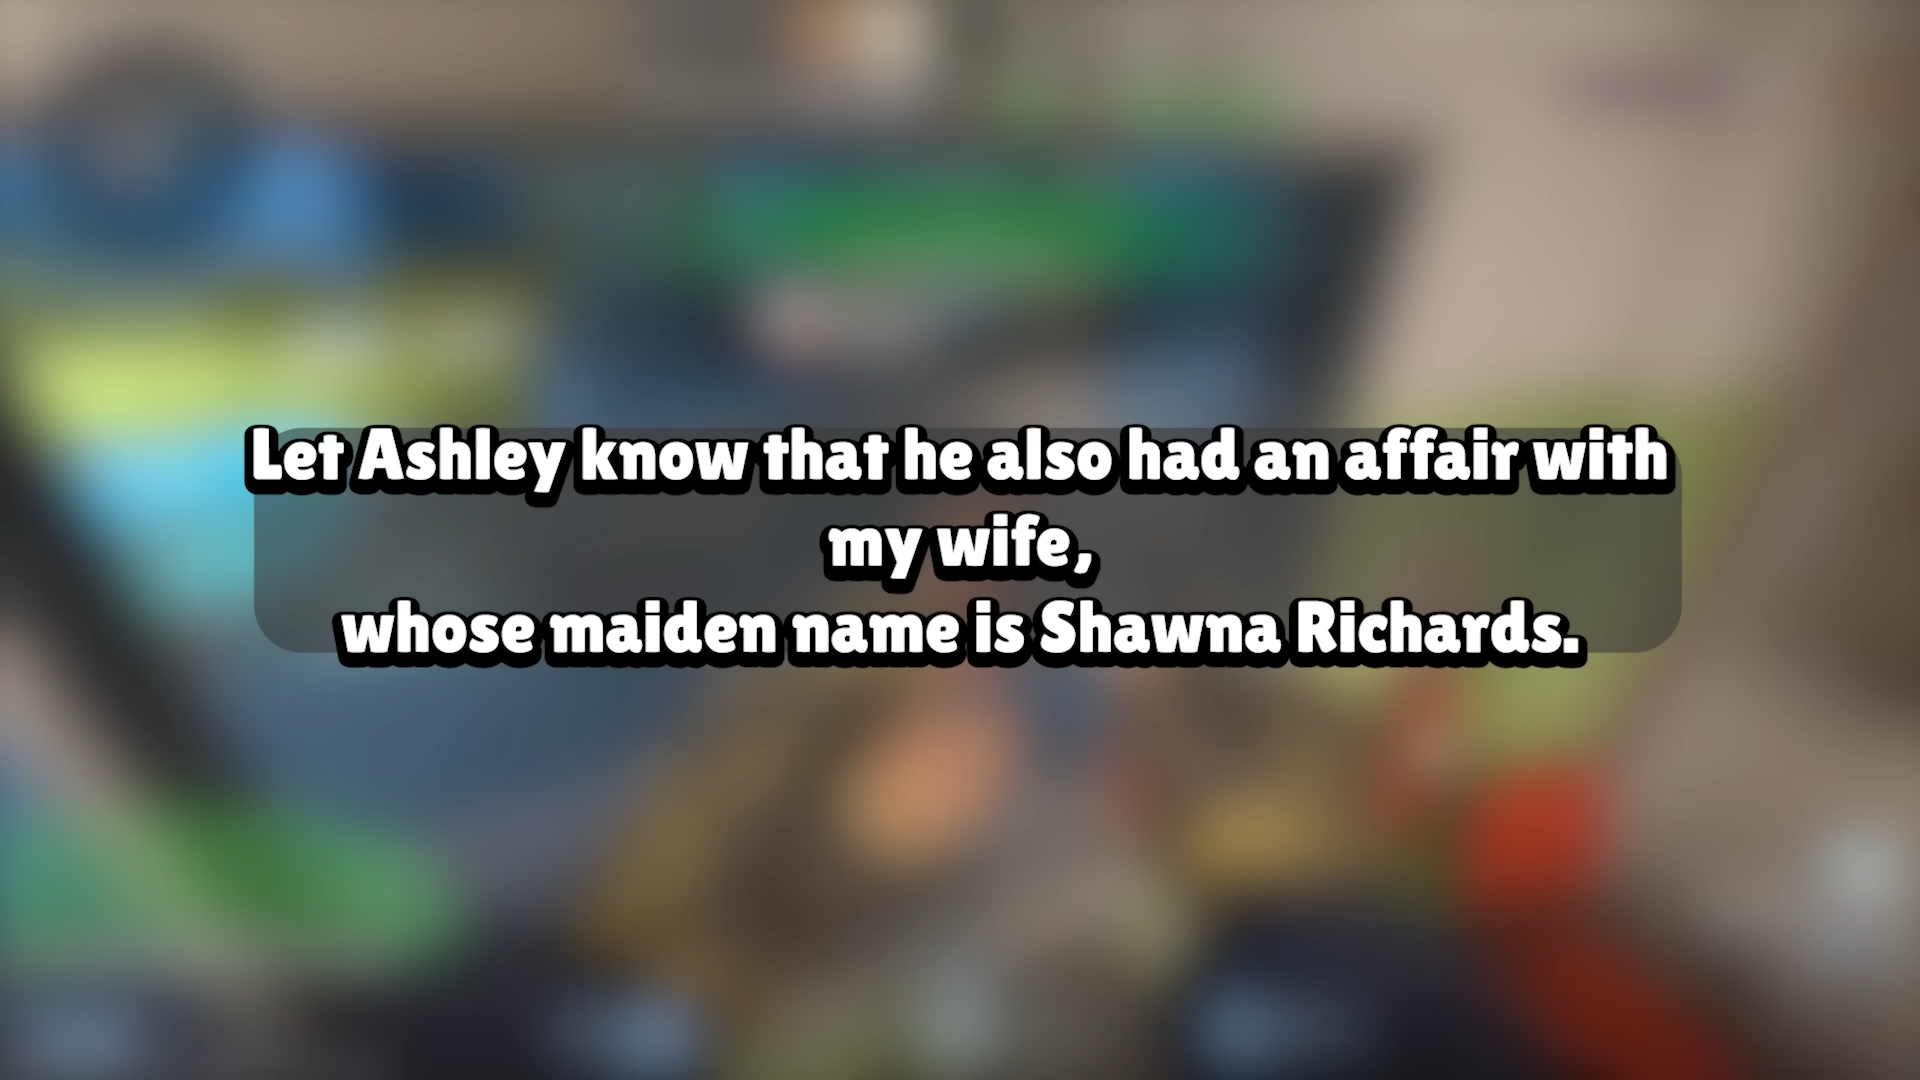 Let Ashley know that he also had an affair with
my wife,
whose maiden name is Shawna Richards.